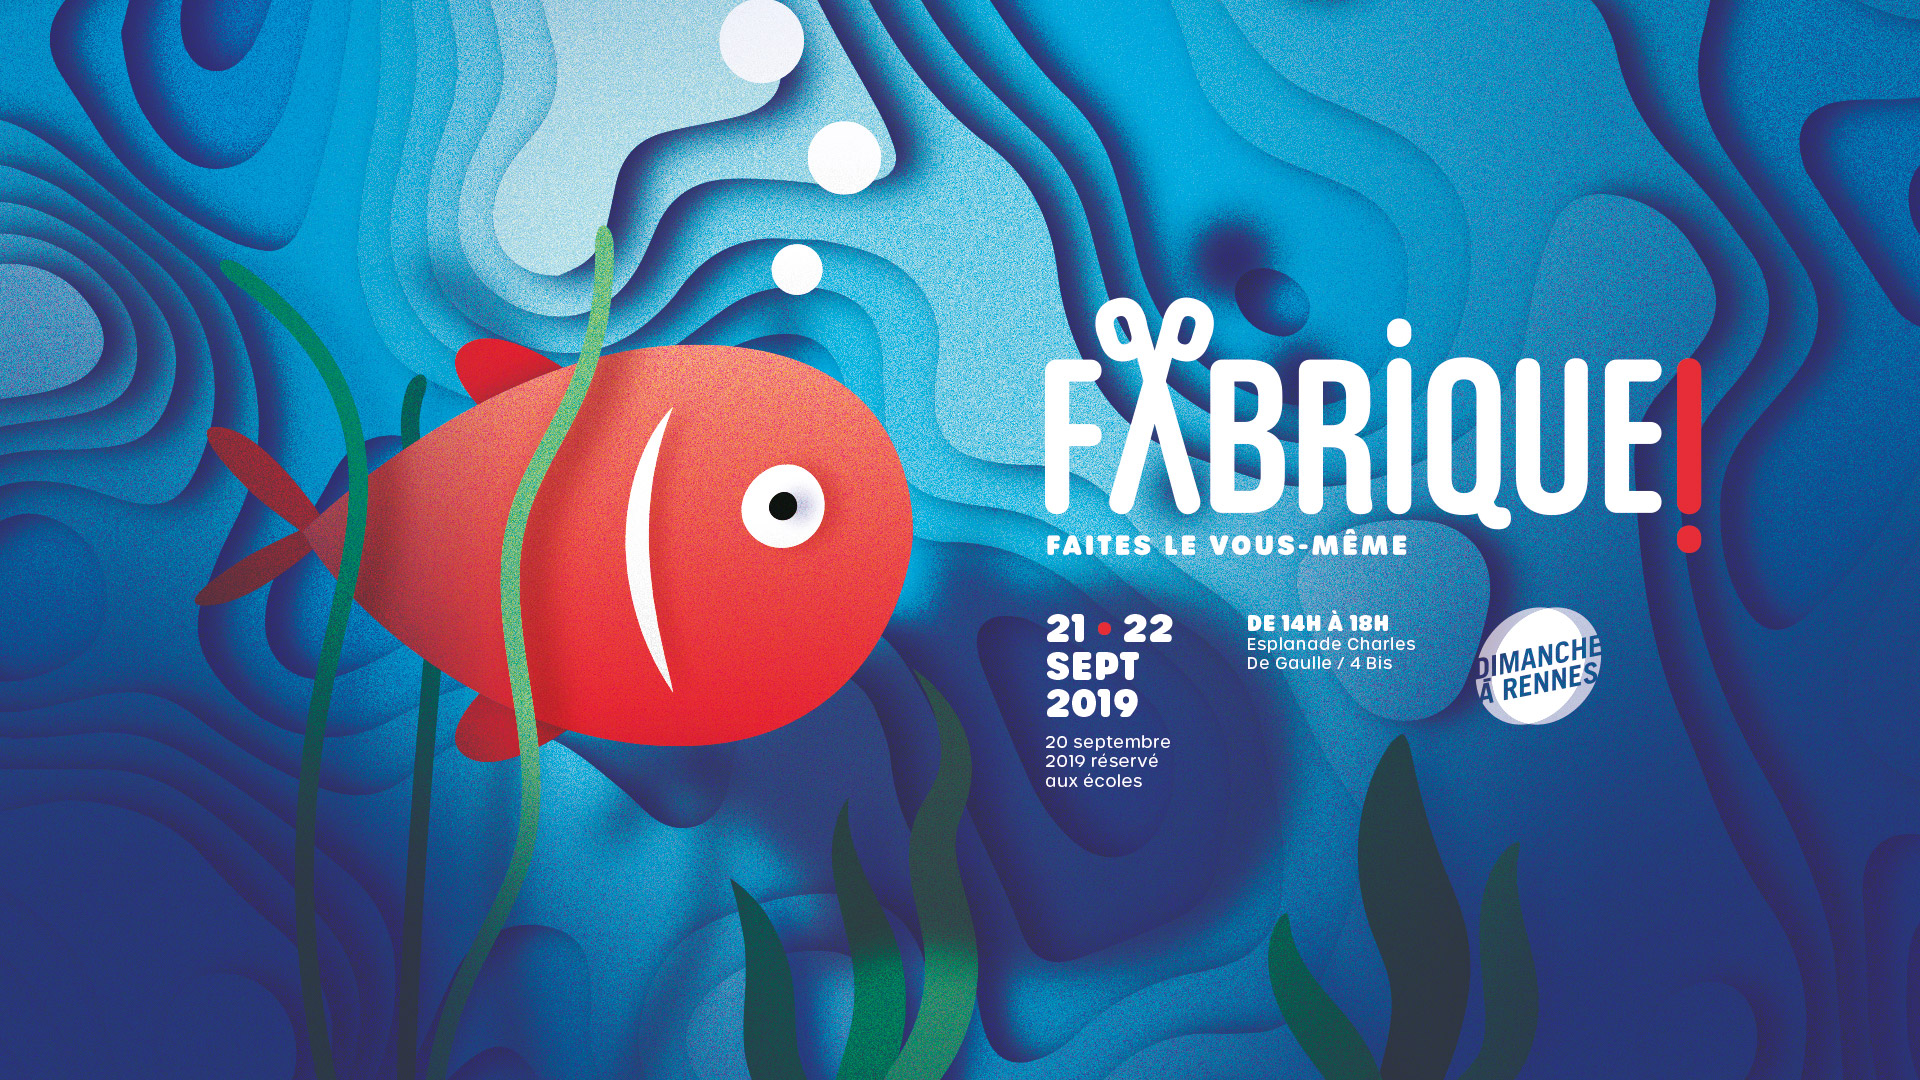 FABRIQUE!
FAITES LE VOUS-MÊME
21 • 22
SEPT
2019
20 septembre
2019 réservé
aux écoles
DE 14H À 18H
Esplanade Charles
De Gaulle / 4 Bis
DIMANCHE
À RENNES